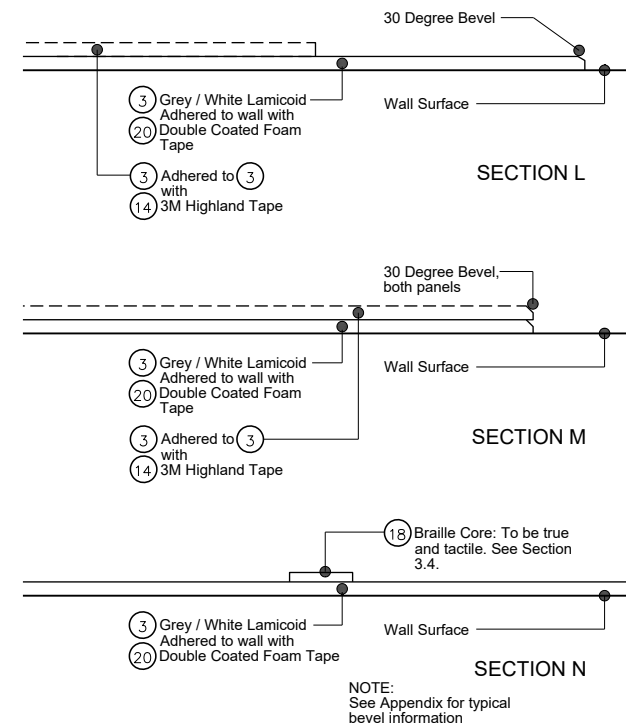 30 Degree Bevel
3 Grey / White Lamicoid
Adhered to wall with
20 Double Coated Foam
Tape
Wall Surface
3 Adhered to 3
with
14 3M Highland Tape
SECTION L
30 Degree Bevel,
both panels
3 Grey / White Lamicoid
Adhered to wall with
20 Double Coated Foam
Tape
Wall Surface
3 Adhered to 3
with
14 3M Highland Tape
SECTION M
18 Braille Core: To be true
and tactile. See Section
3.4.
3 Grey / White Lamicoid
Adhered to wall with
20 Double Coated Foam Tape
Wall Surface
SECTION N
NOTE:
See Appendix for typical
bevel information